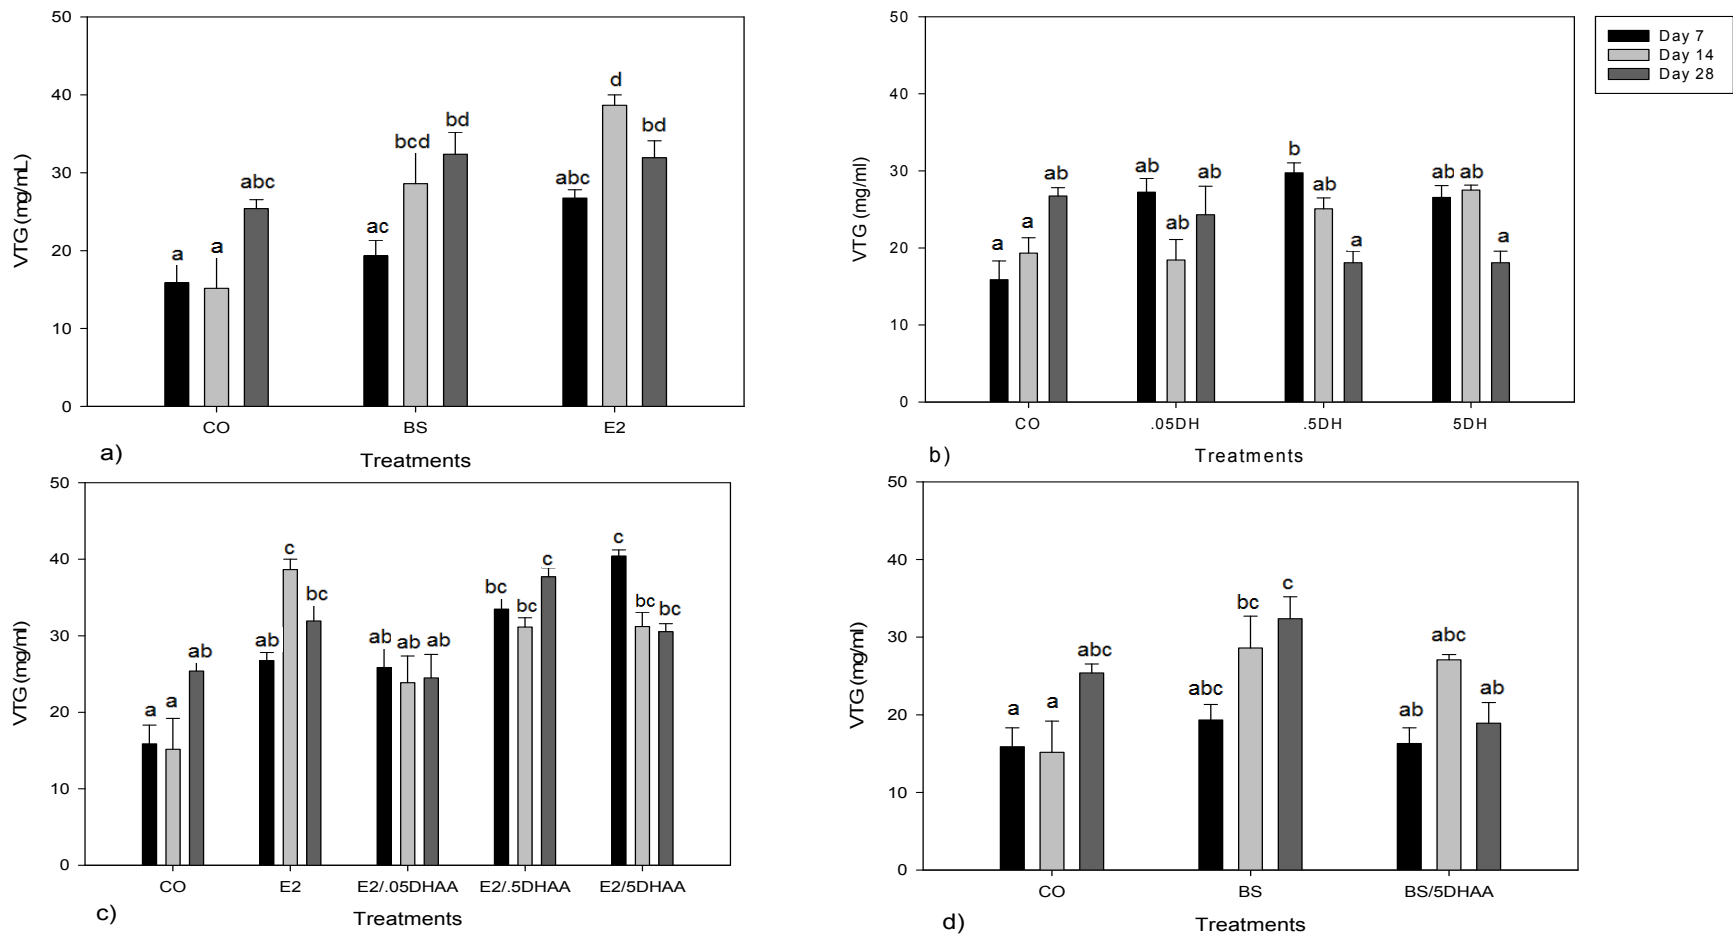 50
40
30
20
10
0
VTG (mg/mL)
a
a
abc
ac
bcd
bd
abc
d
bd
CO
BS
E2
a)
Treatments
50
40
30
20
10
0
VTG (mg/ml)
a
a
ab
ab
ab
ab
b
ab
a
ab
ab
a
CO
.05DH
.5DH
5DH
b)
Treatments
Day 7
Day 14
Day 28
50
40
30
20
10
0
VTG (mg/ml)
a
a
ab
ab
c
bc
ab
ab
ab
bc
bc
c
c
bc
bc
CO
E2
E2/.05DHAA
E2/.5DHAA
E2/5DHAA
c)
Treatments
50
40
30
20
10
0
VTG (mg/ml)
a
a
abc
abc
bc
c
ab
abc
ab
CO
BS
BS/5DHAA
d)
Treatments